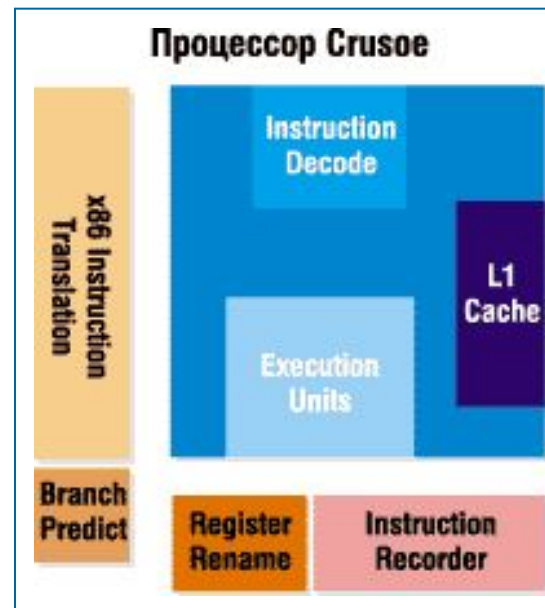 Процессор Crusoe
Instruction
Decode
x86 Instruction
Translation
L1
Cache
Execution
Units
Branch
Predict
Register
Rename
Instruction
Recorder